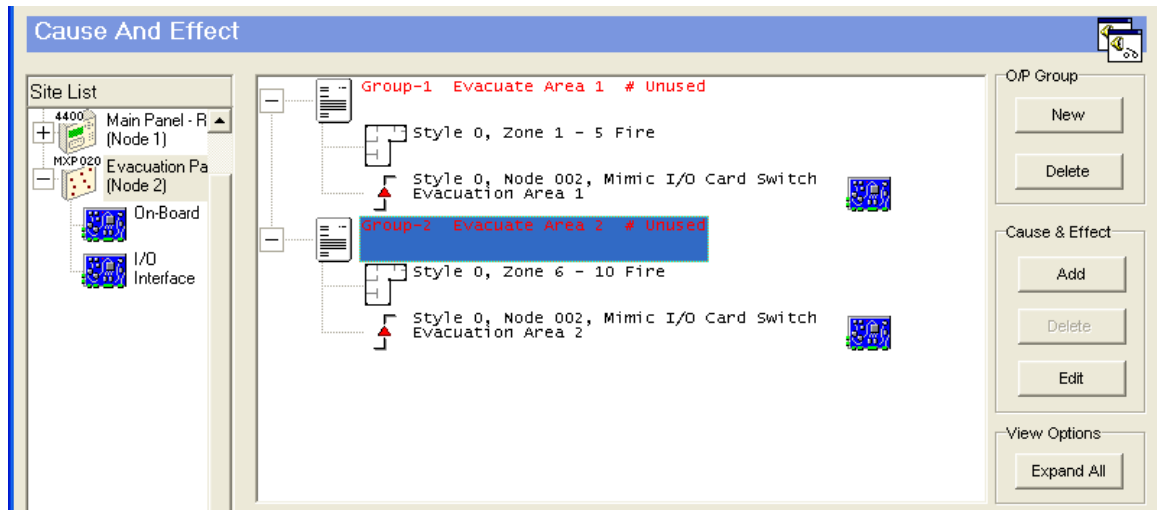 Cause And Effect
Site List
4400
Main Panel - R
(Node 1)
MXP020
Evacuation Pa
(Node 2)
On-Board
I/O
Interface
Group-1 Evacuate Area 1 # Unused
Style 0, Zone 1 - 5 Fire
Style 0, Node 002, Mimic I/O Card Switch
Evacuation Area 1
Group-2 Evacuate Area 2 # Unused
Style 0, Zone 6 - 10 Fire
Style 0, Node 002, Mimic I/O Card Switch
Evacuation Area 2
O/P Group
New
Delete
Cause & Effect
Add
Delete
Edit
View Options
Expand All